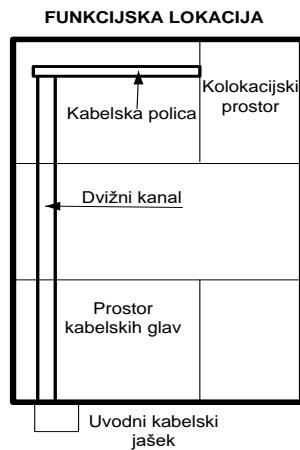 FUNKCIJSKA LOKACIJA
Kolokacijski
prostor
Kabelska polica
Dvižni kanal
Prostor
kabelskih glav
Uvodni kabelski
jašek